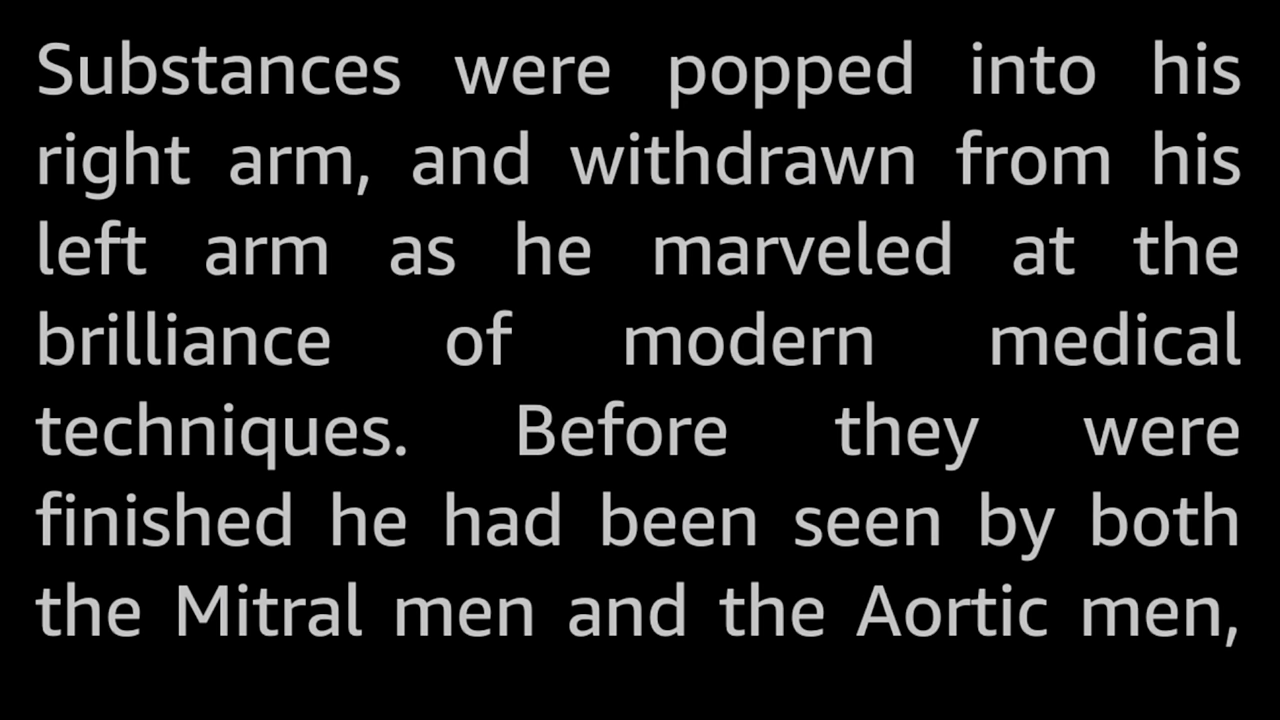 Substances were popped into his
right arm, and withdrawn from his
left arm as he marveled at the
brilliance of modern medical
techniques. Before they were
finished he had been seen by both
the Mitral men and the Aortic men,